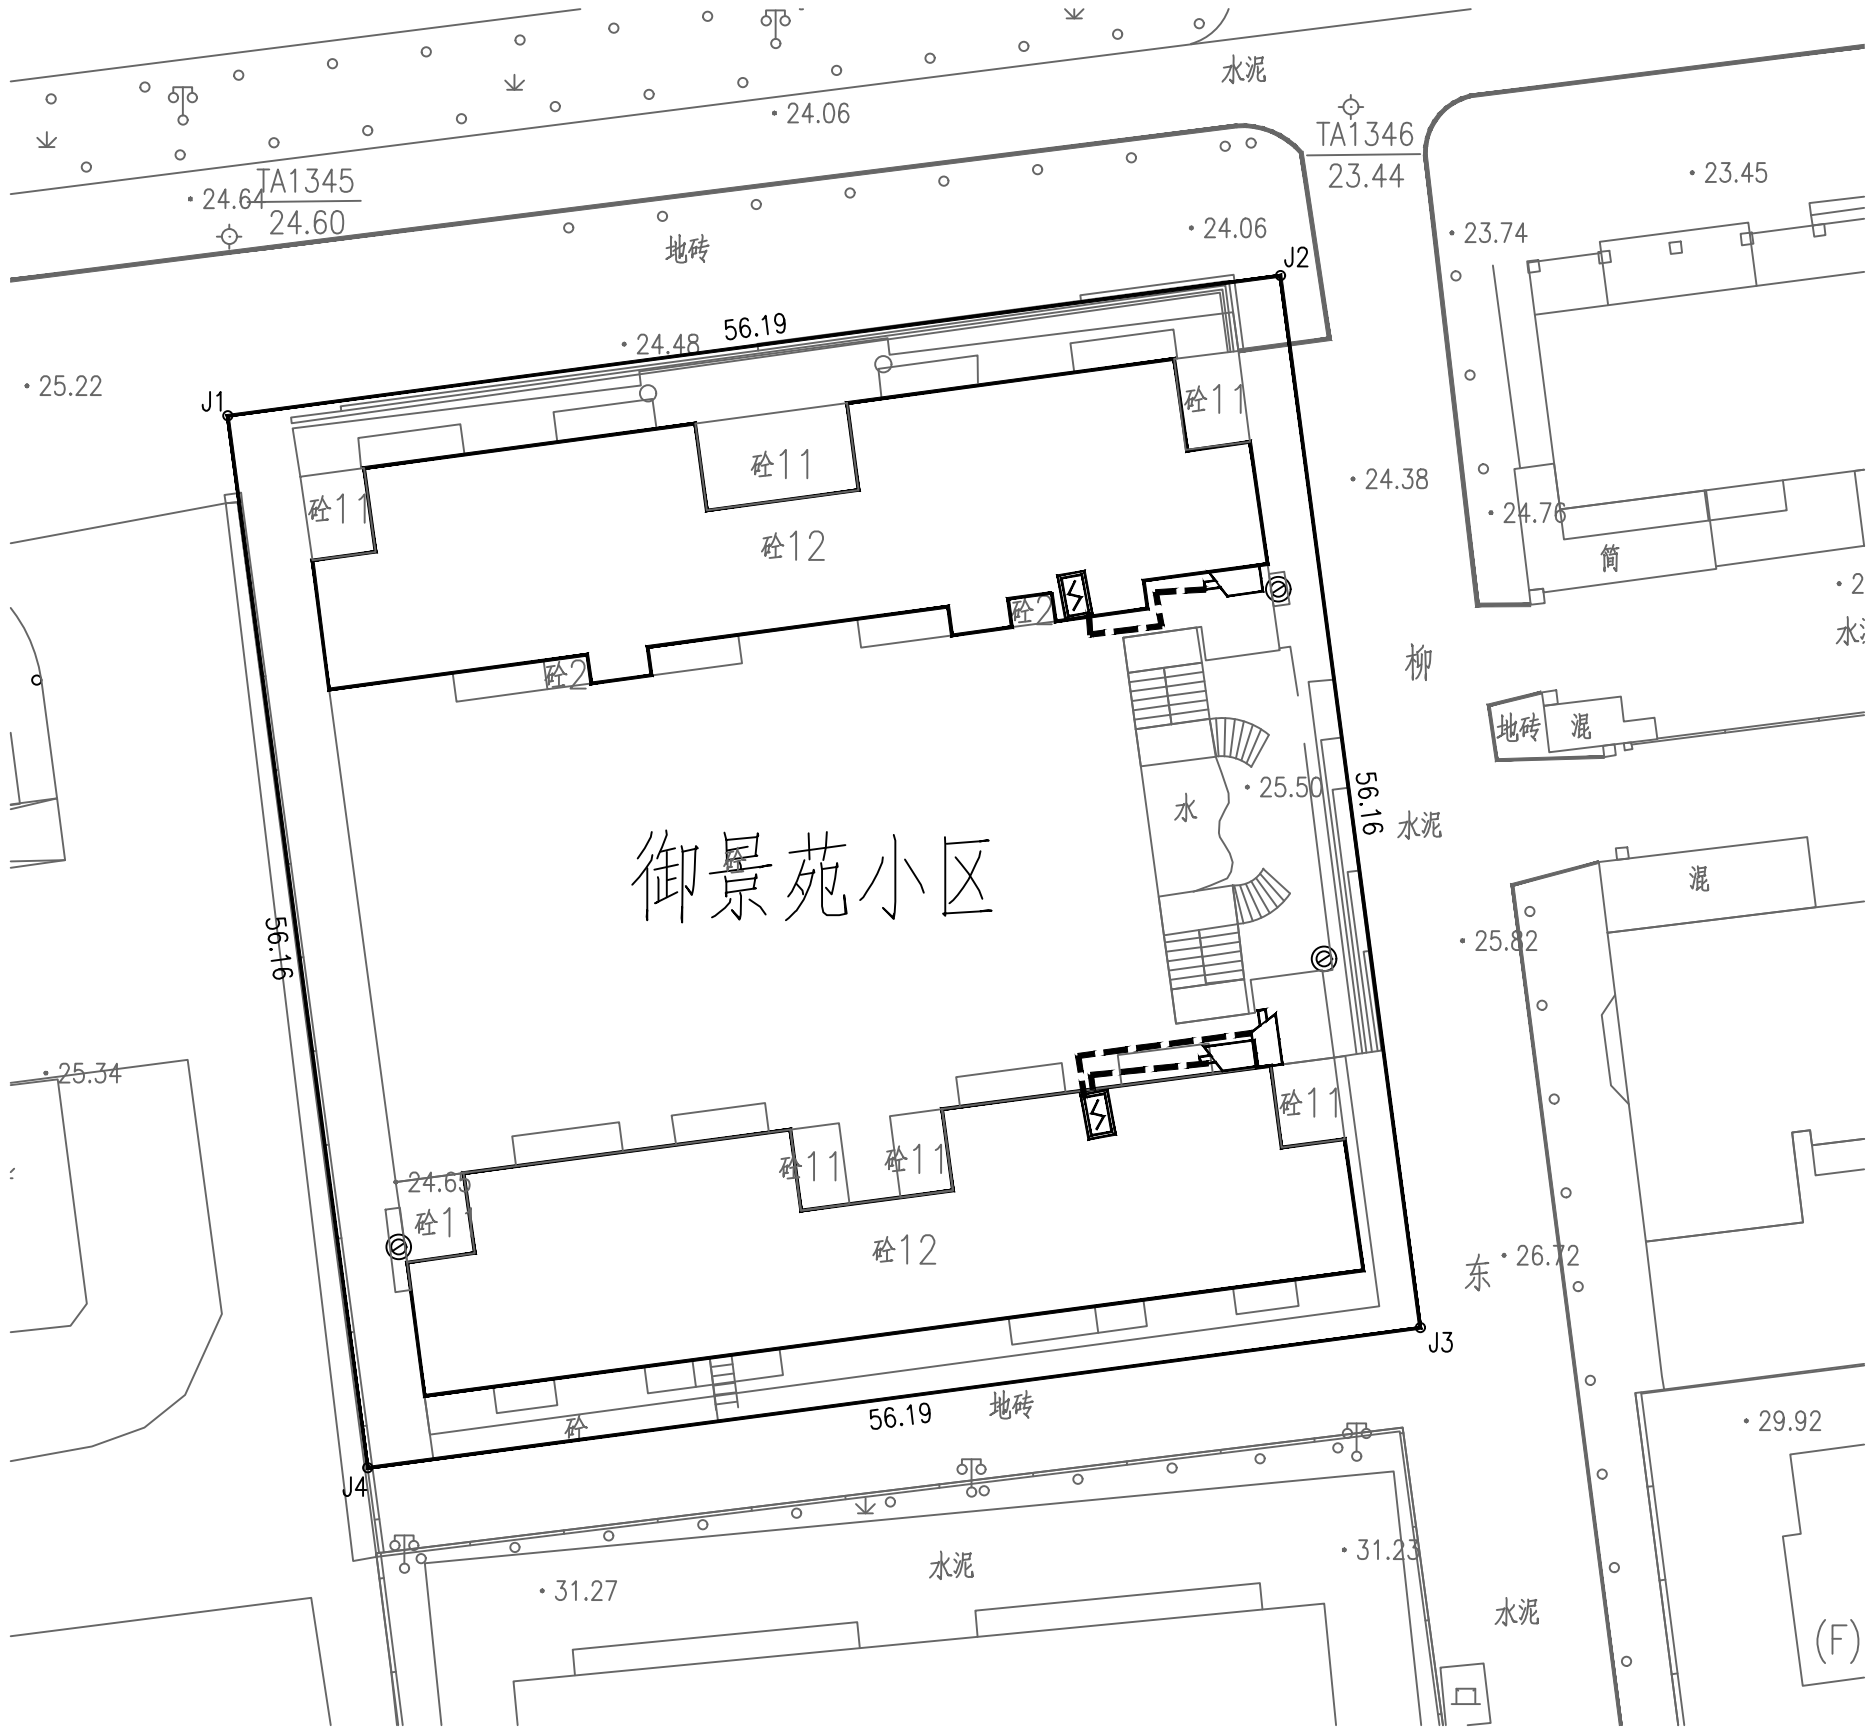 水泥
24.06
TA1346
23.44
TA1345
24.60
24.64
23.45
24.06
23.74
地砖
J2
56.19
24.48
25.22
J1
砼11
砼11
砼11
24.38
24.76
砼12
简
砼2
砼2
水泥
柳
地砖
混
25.50
水
56.16
水泥
御景苑小区
砼
混
56.16
25.82
25.34
砼11
砼11
砼11
24.65
砼11
砼12
东
26.72
J3
56.19
地砖
砼
29.92
J4
31.23
水泥
31.27
水泥
(F)